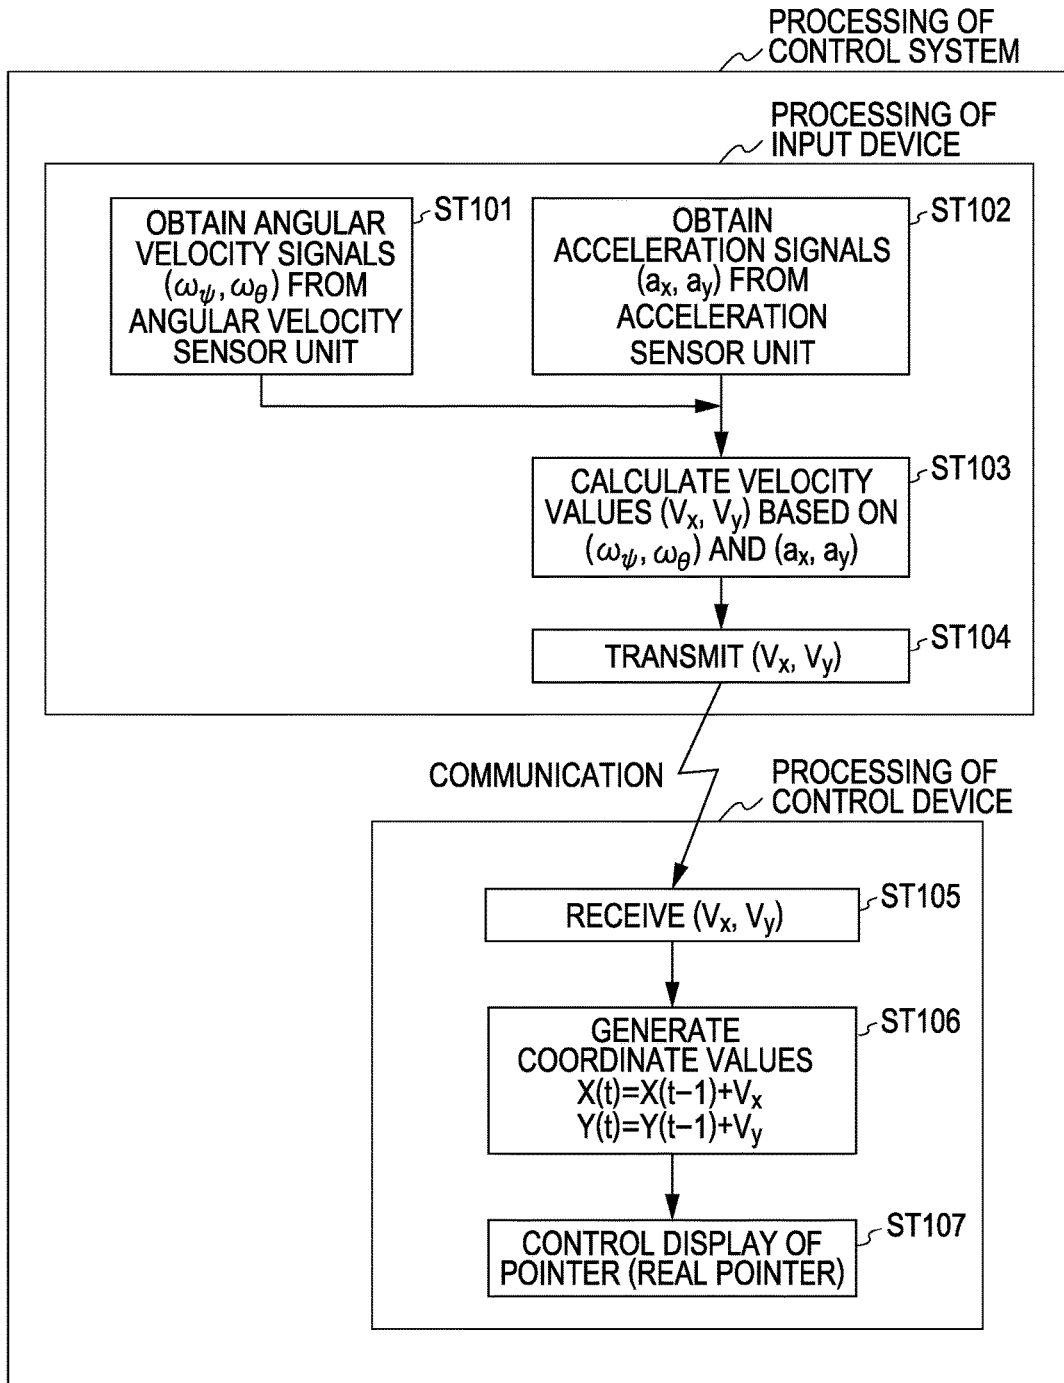 PROCESSING OF
CONTROL SYSTEM
PROCESSING OF
INPUT DEVICE
ST101
OBTAIN ANGULAR
VELOCITY SIGNALS
(ωψ, ωθ) FROM
ANGULAR VELOCITY
SENSOR UNIT
ST102
OBTAIN
ACCELERATION SIGNALS
(ax, ay) FROM
ACCELERATION
SENSOR UNIT
ST103
CALCULATE VELOCITY
VALUES (Vx, Vy) BASED ON
(ωψ, ωθ) AND (ax, ay)
ST104
TRANSMIT (Vx, Vy)
COMMUNICATION
PROCESSING OF
CONTROL DEVICE
ST105
RECEIVE (Vx, Vy)
ST106
GENERATE
COORDINATE VALUES
X(t)=X(t−1)+Vx
Y(t)=Y(t−1)+Vy
ST107
CONTROL DISPLAY OF
POINTER (REAL POINTER)